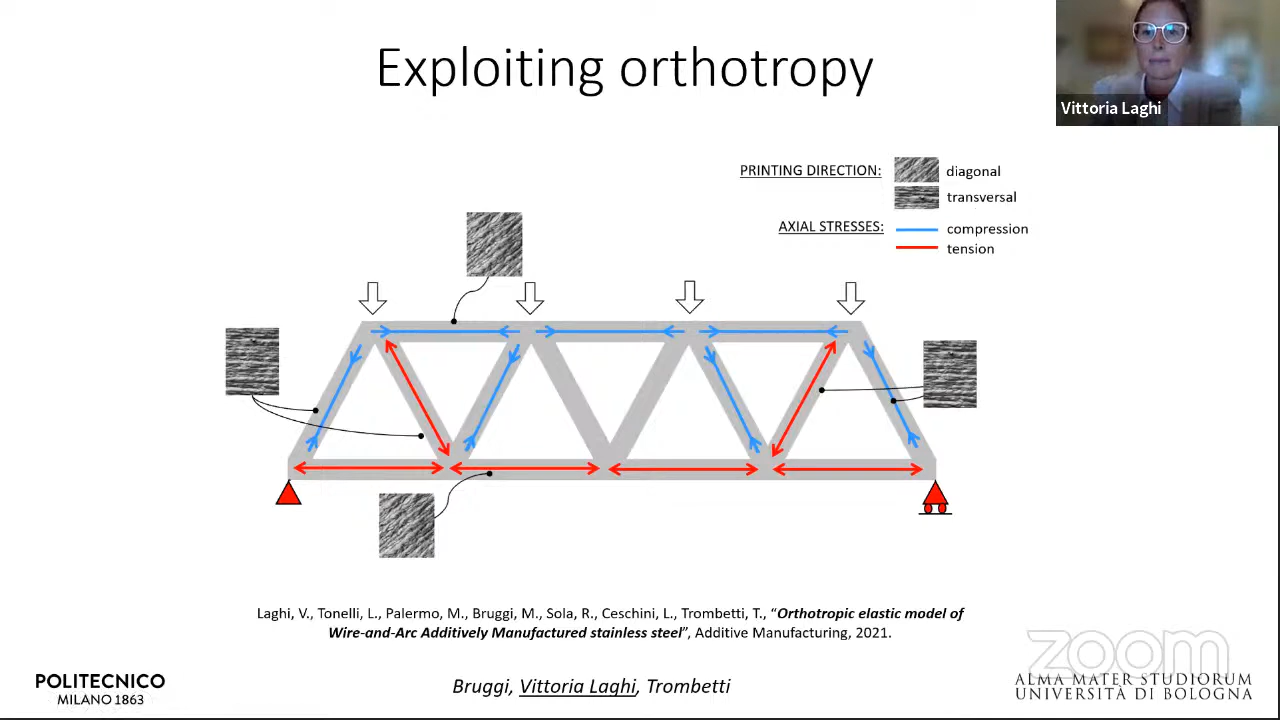 Exploiting orthotropy
Vittoria Laghi
PRINTING DIRECTION:
diagonal
transversal
AXIAL STRESSES:
compression
tension
Laghi, V., Tonelli, L., Palermo, M., Bruggi, M., Sola, R., Ceschini, L., Trombetti, T., “Orthotropic elastic model of
Wire-and-Arc Additively Manufactured stainless steel”, Additive Manufacturing, 2021.
zoom
POLITECNICO
MILANO 1863
Bruggi, Vittoria Laghi, Trombetti
ALMA MATER STUDIORUM
UNIVERSITÀ DI BOLOGNA